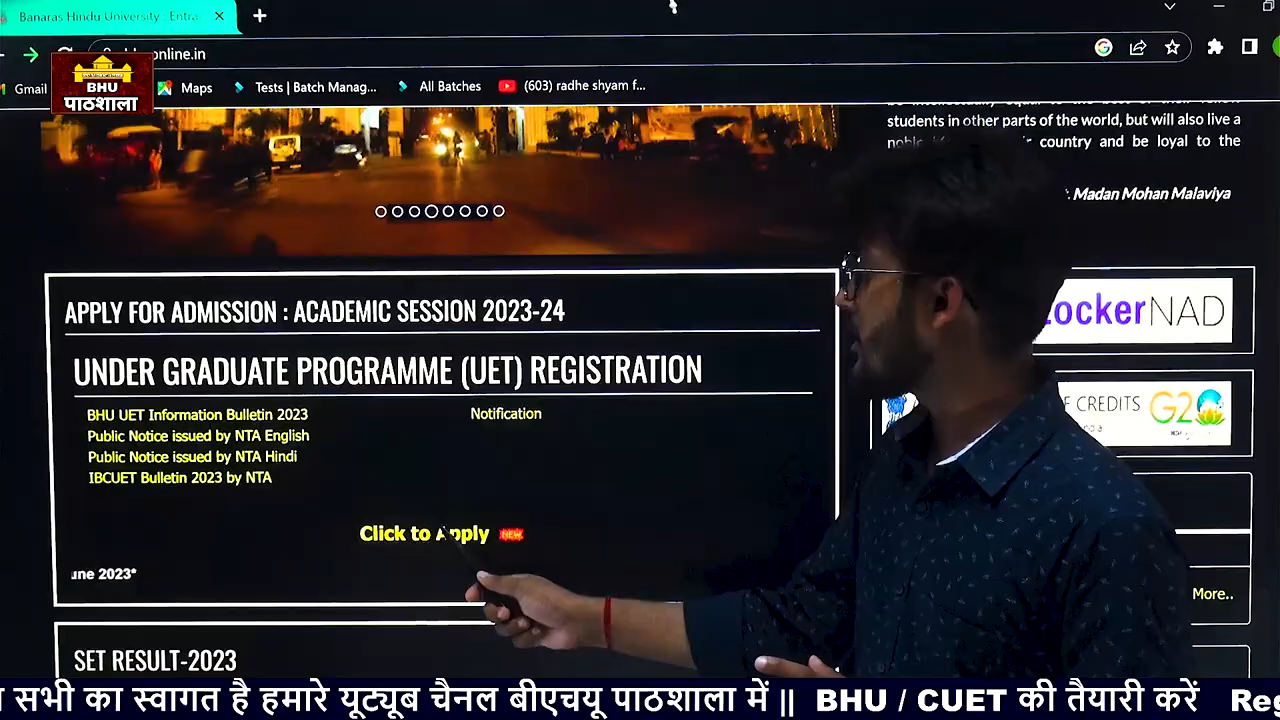 Banaras Hindu University : Entra
online.in
Gmail
BHU
पाठशाला
Maps
Tests | Batch Manag...
All Batches
(603) radhe shyam f...
students in other parts of the world, but will also live a
country and be loyal to the
Madan Mohan Malaviya
APPLY FOR ADMISSION : ACADEMIC SESSION 2023-24
UNDER GRADUATE PROGRAMME (UET) REGISTRATION
BHU UET Information Bulletin 2023
Notification
Public Notice issued by NTA English
Public Notice issued by NTA Hindi
IBCUET Bulletin 2023 by NTA
Click to Apply NEW
une 2023*
ockerNAD
CREDITS G20
More..
SET RESULT-2023
सभी का स्वागत है हमारे यूट्यूब चैनल बीएचयू पाठशाला में || BHU / CUET की तैयारी करें Reg